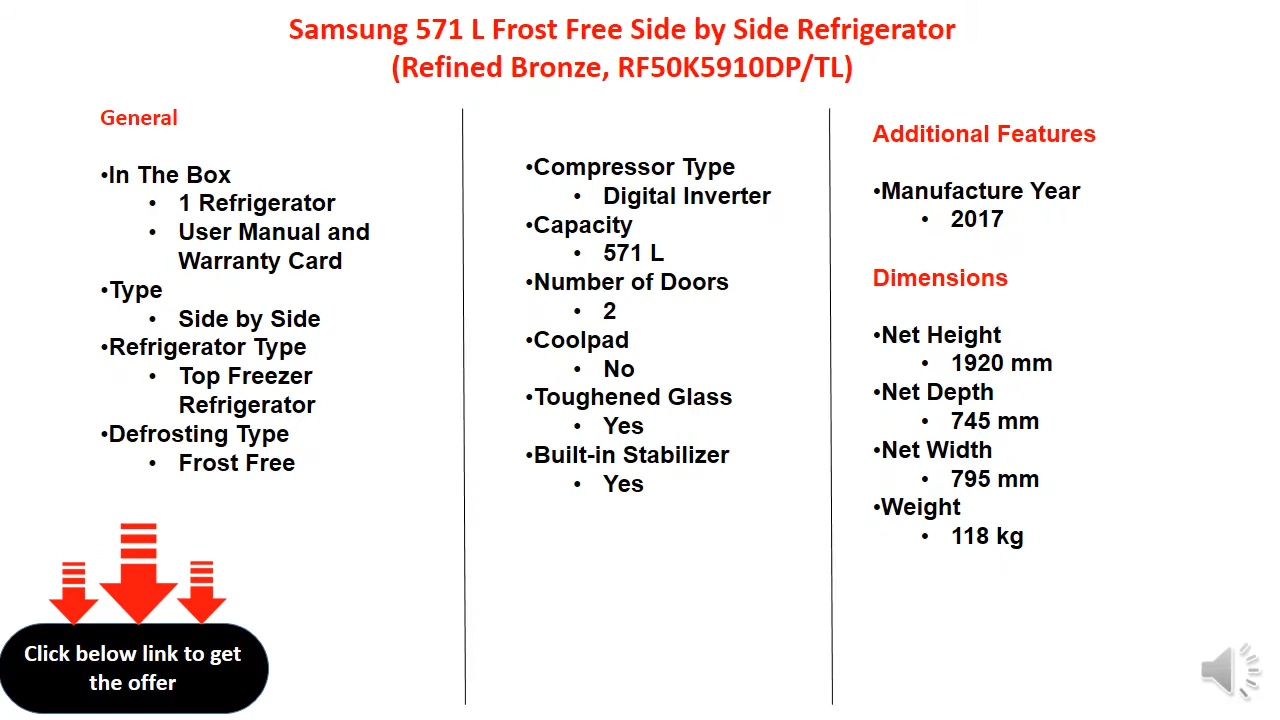 Samsung 571 L Frost Free Side by Side Refrigerator
(Refined Bronze, RF50K5910DP/TL)
General
•In The Box
• 1 Refrigerator
• User Manual and
Warranty Card
•Type
• Side by Side
•Refrigerator Type
• Top Freezer
Refrigerator
•Defrosting Type
• Frost Free
•Compressor Type
• Digital Inverter
•Capacity
• 571 L
•Number of Doors
• 2
•Coolpad
• No
•Toughened Glass
• Yes
•Built-in Stabilizer
• Yes
Additional Features
•Manufacture Year
• 2017
Dimensions
•Net Height
• 1920 mm
•Net Depth
• 745 mm
•Net Width
• 795 mm
•Weight
• 118 kg
Click below link to get
the offer